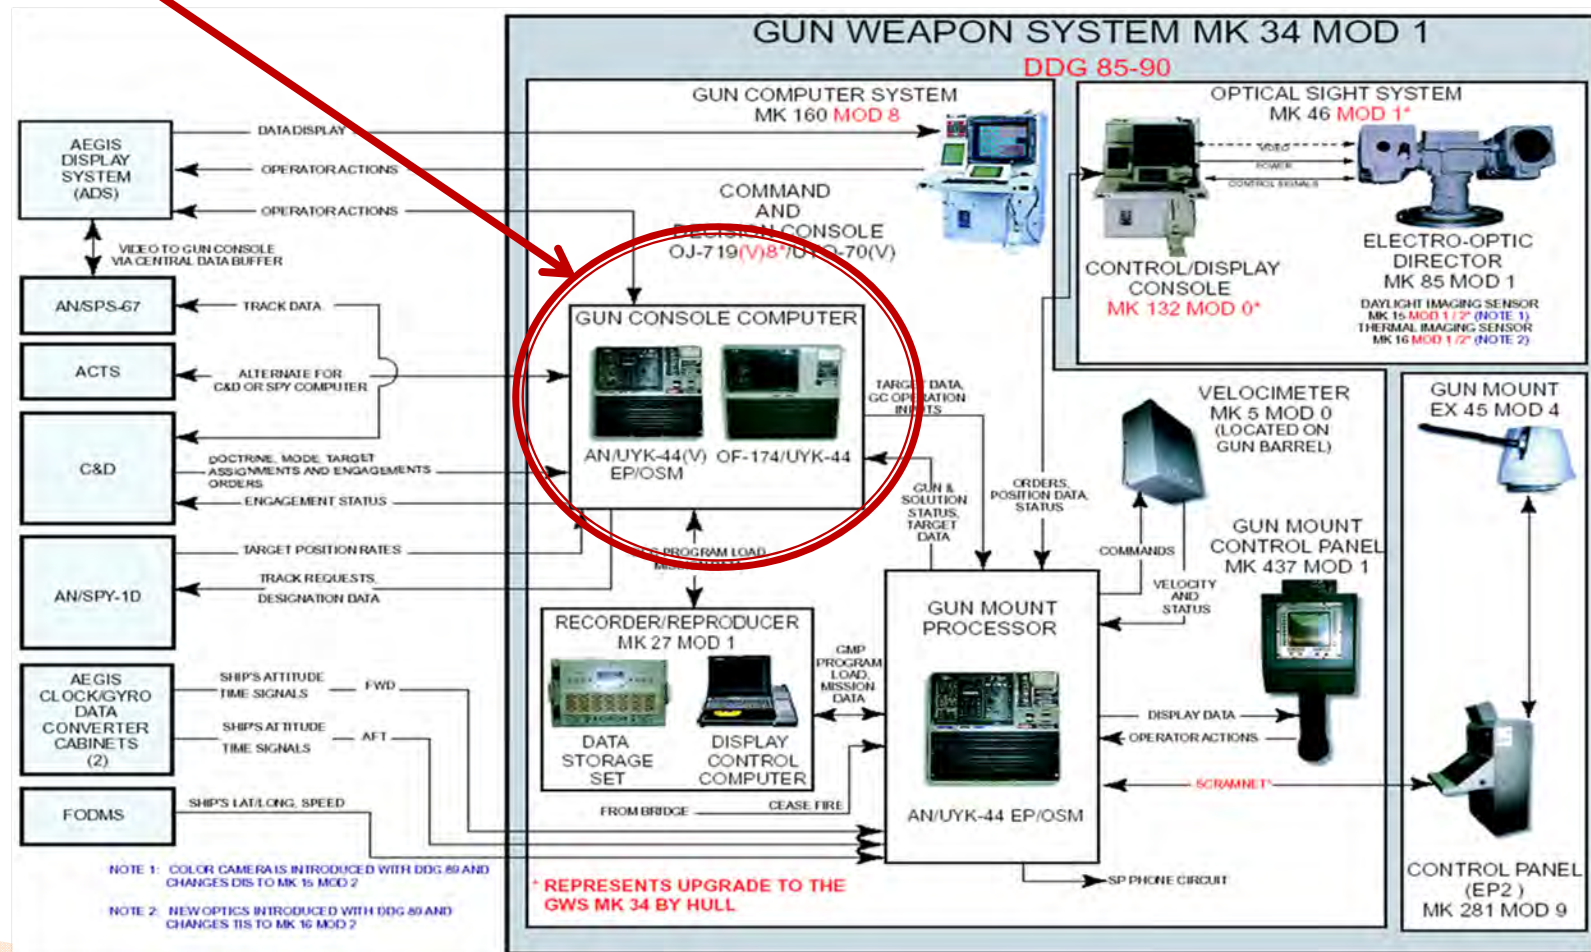 GUN WEAPON SYSTEM MK 34 MOD 1
DDG 85-90
AEGIS
DISPLAY
SYSTEM
(ADS)
DATA DISPLAY
OPERATOR ACTIONS
OPERATOR ACTIONS
VIDEO TO GUN CONSOLE
VIA CENTRAL DATA BUFFER
AN/SPS-67
TRACK DATA
ACTS
ALTERNATE FOR
C&D OR SPY COMPUTER
C&D
DOCTRINE, MODE, TARGET
ASSIGNMENTS AND ENGAGEMENTS
ORDERS
ENGAGEMENT STATUS
AN/SPY-1D
TARGET POSITION RATES
TRACK REQUESTS,
DESIGNATION DATA
AEGIS
CLOCK/GYRO
DATA
CONVERTER
CABINETS
(2)
SHIP'S ATTITUDE
TIME SIGNALS
FWD
SHIP'S ATTITUDE
TIME SIGNALS
AFT
FODMS
SHIP'S LAT/LONG, SPEED
NOTE 1: COLOR CAMERA IS INTRODUCED WITH DDG 89 AND
CHANGES DIS TO MK 15 MOD 2
NOTE 2: NEW OPTICS INTRODUCED WITH DDG 89 AND
CHANGES TIS TO MK 16 MOD 2
GUN COMPUTER SYSTEM
MK 160 MOD 8
COMMAND
AND
DECISION CONSOLE
OJ-719(V)8*/UYQ-70(V)
GUN CONSOLE COMPUTER
AN/UYK-44(V)
EP/OSM
OF-174/UYK-44
TARGET DATA,
GC OPERATION
INPUTS
GUN &
SOLUTION
STATUS,
TARGET
DATA
ORDERS,
POSITION DATA,
STATUS
PROGRAM LOAD,
RECORDER/REPRODUCER
MK 27 MOD 1
DATA
STORAGE
SET
DISPLAY
CONTROL
COMPUTER
GMP
PROGRAM
LOAD,
MISSION
DATA
FROM BRIDGE
CEASE FIRE
GUN MOUNT
PROCESSOR
AN/UYK-44 EP/OSM
SP PHONE CIRCUIT
* REPRESENTS UPGRADE TO THE
GWS MK 34 BY HULL
OPTICAL SIGHT SYSTEM
MK 46 MOD 1*
VIDEO
POWER
CONTROL SIGNALS
CONTROL/DISPLAY
CONSOLE
MK 132 MOD 0*
ELECTRO-OPTIC
DIRECTOR
MK 85 MOD 1
DAYLIGHT IMAGING SENSOR
MK 15 MOD 1 / 2* (NOTE 1)
THERMAL IMAGING SENSOR
MK 16 MOD 1 /2* (NOTE 2)
VELOCIMETER
MK 5 MOD 0
(LOCATED ON
GUN BARREL)
COMMANDS
VELOCITY
AND
STATUS
GUN MOUNT
CONTROL PANEL
MK 437 MOD 1
DISPLAY DATA
OPERATOR ACTIONS
SCRAMNET*
GUN MOUNT
EX 45 MOD 4
CONTROL PANEL
(EP2 )
MK 281 MOD 9